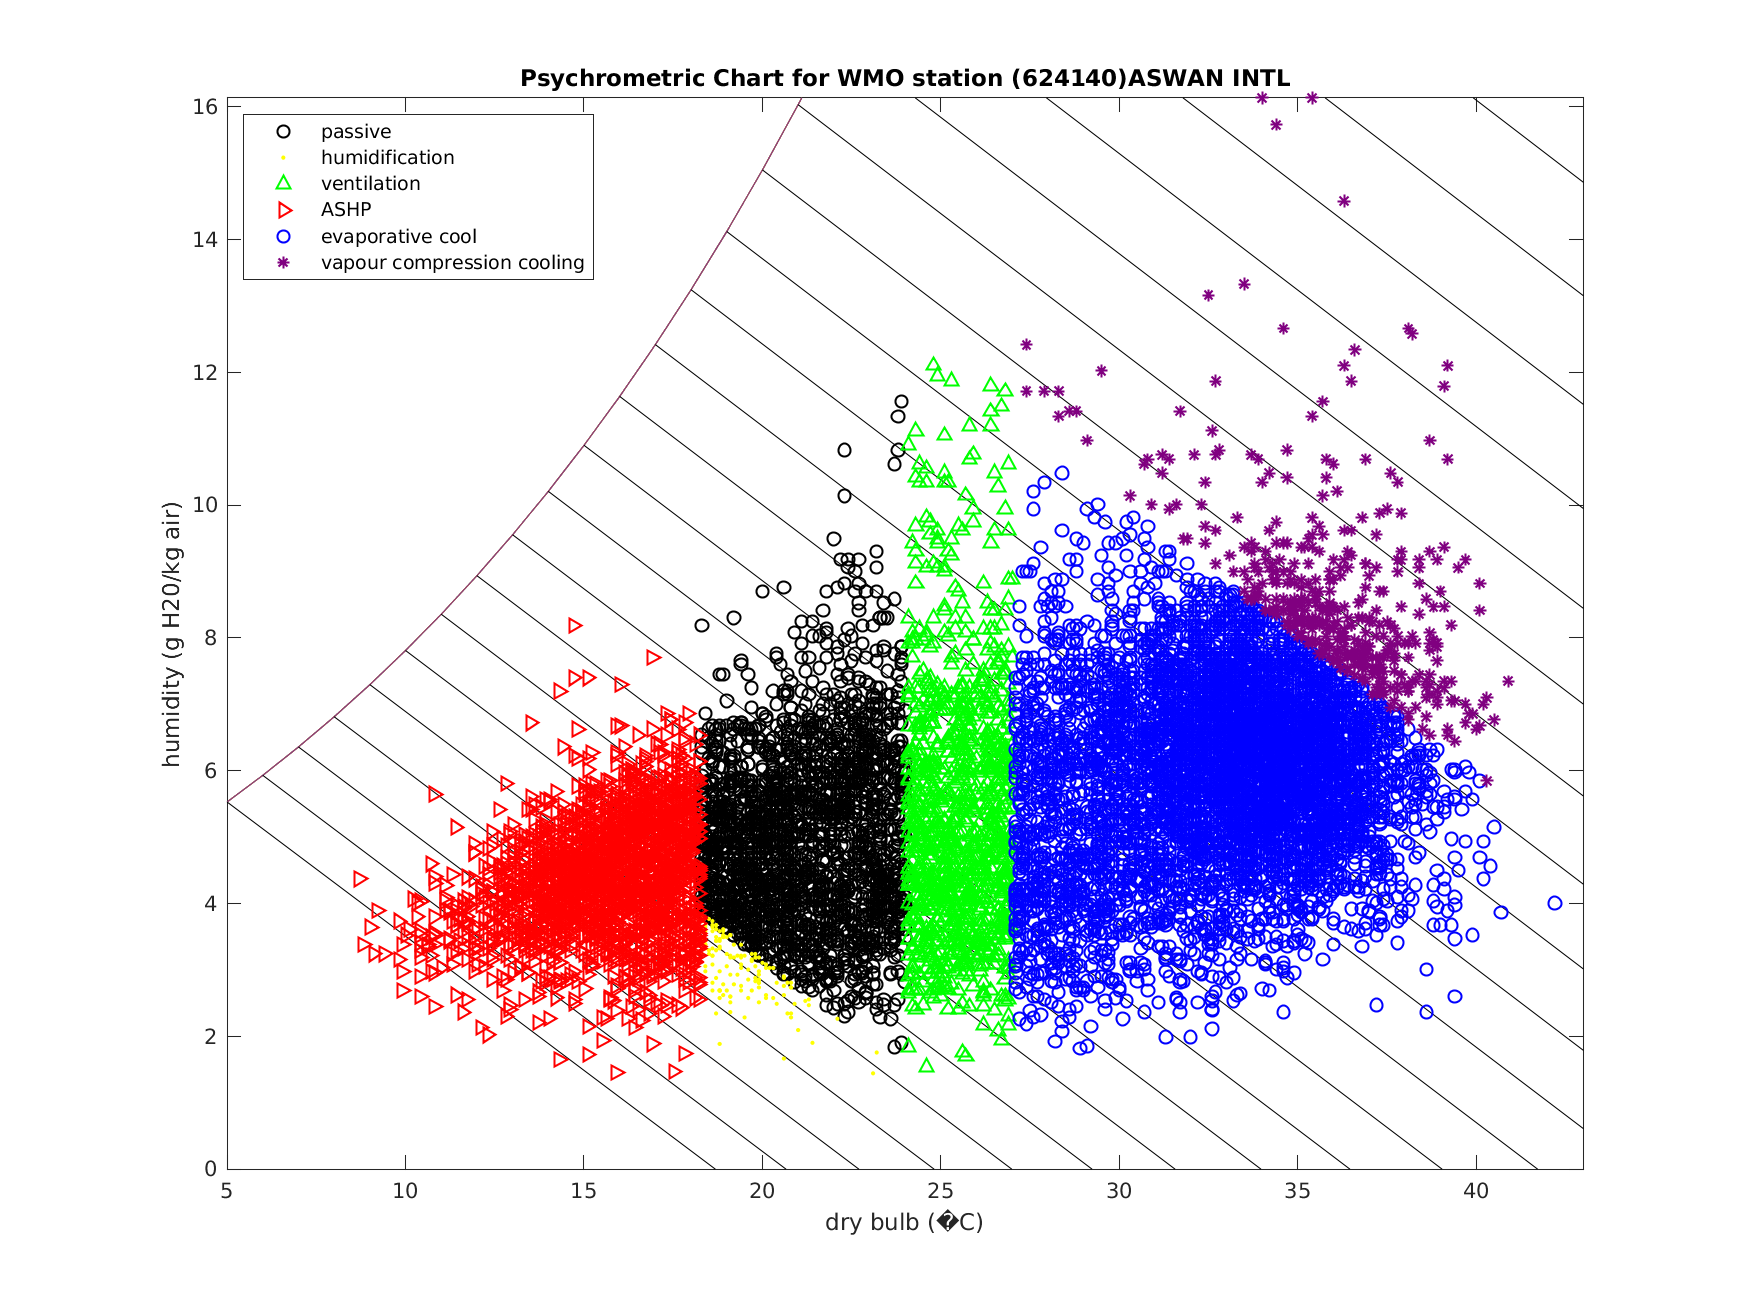 Psychrometric Chart for WMO station (624140)ASWAN INTL
passive
humidification
ventilation
ASHP
evaporative cool
vapour compression cooling
humidity (g H20/kg air)
16
14
12
10
8
6
4
2
0
5 10 15 20 25 30 35 40
dry bulb (�C)